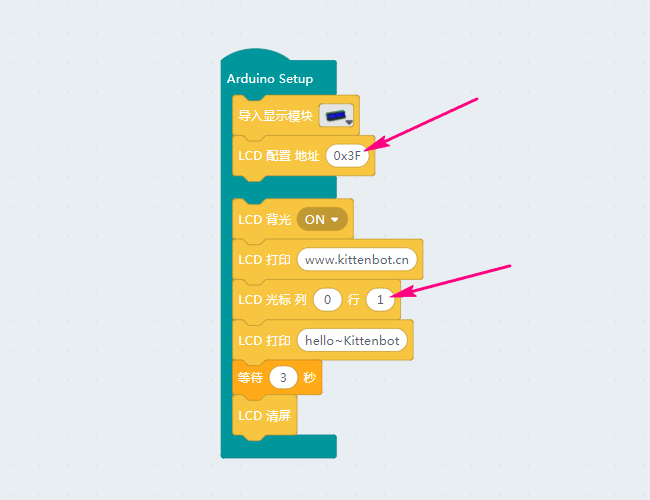 Arduino Setup
导入显示模块
LCD 配置 地址 0x3F
LCD 背光 ON
LCD 打印 www.kittenbot.cn
LCD 光标 列 0 行 1
LCD 打印 hello~Kittenbot
等待 3 秒
LCD 清屏